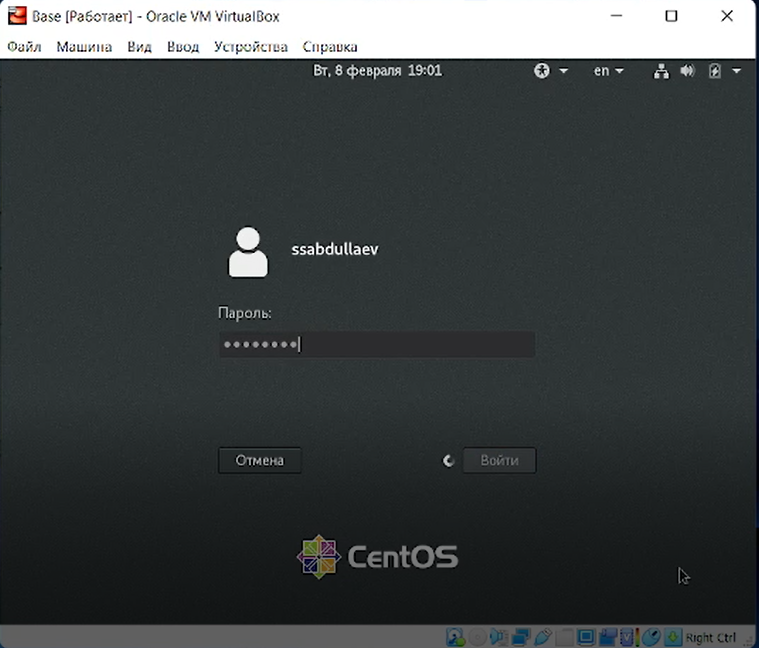 Base [Работает] - Oracle VM VirtualBox
Файл Машина Вид Ввод Устройства Справка
Вт, 8 февраля 19:01 en
ssabdullaev
Пароль:
Отмена Войти
CentOS
Right Ctrl